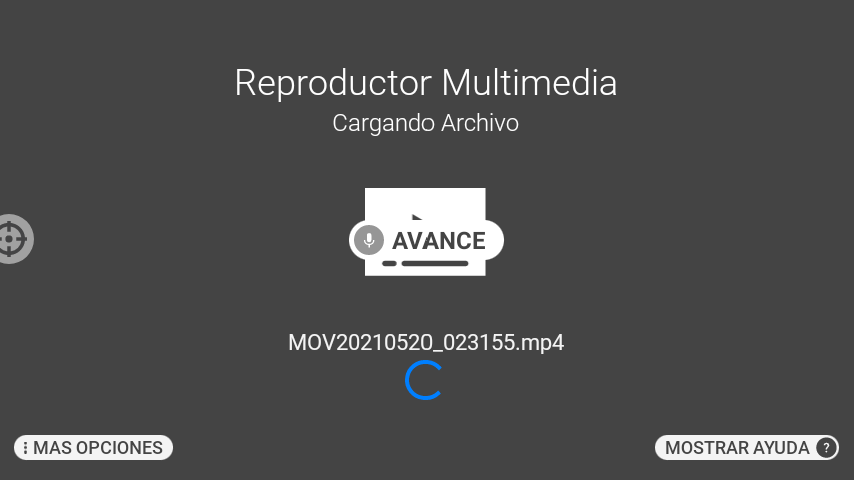 Reproductor Multimedia
Cargando Archivo
AVANCE
MOV20210520_023155.mp4
MAS OPCIONES
MOSTRAR AYUDA ?